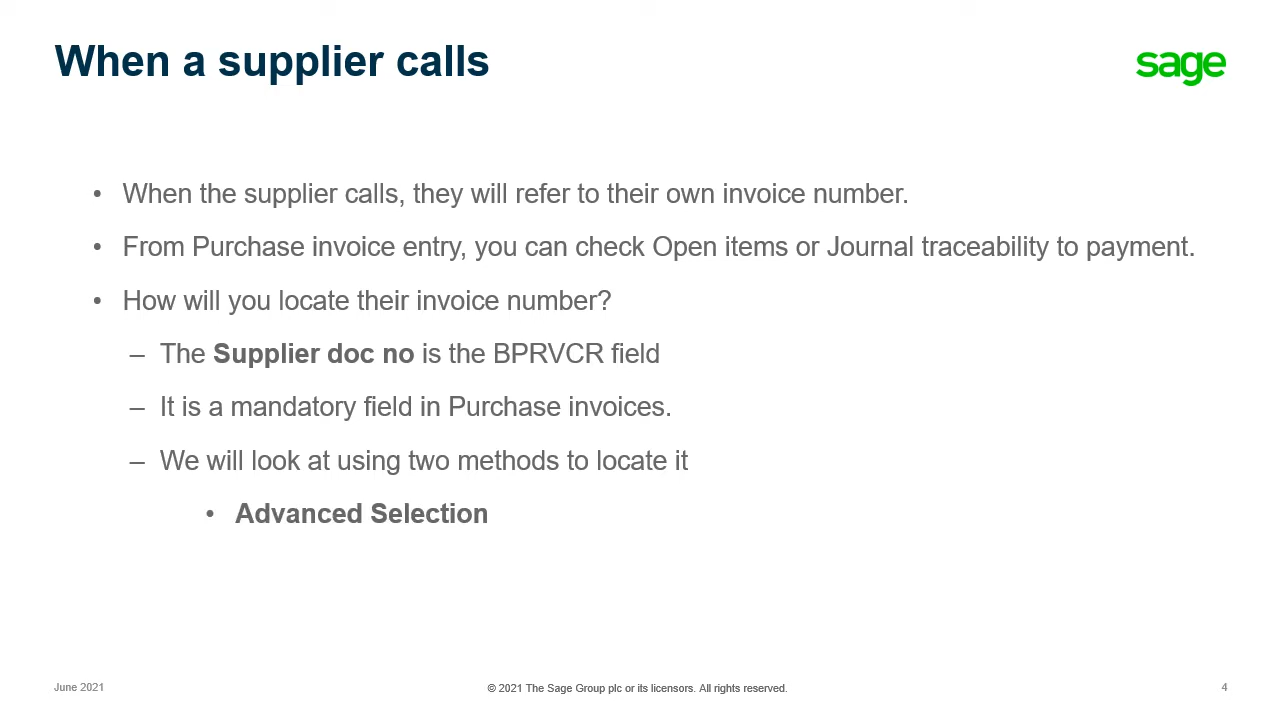 When a supplier calls
sage
• When the supplier calls, they will refer to their own invoice number.
• From Purchase invoice entry, you can check Open items or Journal traceability to payment.
• How will you locate their invoice number?
– The Supplier doc no is the BPRVCR field
– It is a mandatory field in Purchase invoices.
– We will look at using two methods to locate it
• Advanced Selection
June 2021
© 2021 The Sage Group plc or its licensors. All rights reserved.
4